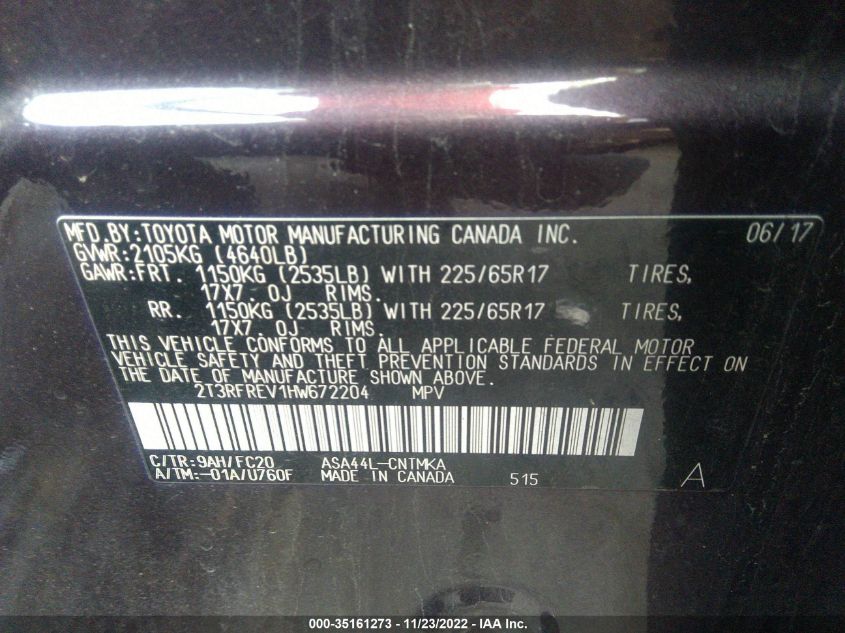 MFD.BY:TOYOTA MOTOR MANUFACTURING CANADA INC. 06/17
GVWR:2105KG (4640LB)
GAWR:FRT. 1150KG (2535LB) WITH 225/65R17 TIRES,
17X7.0J RIMS.
RR. 1150KG (2535LB) WITH 225/65R17 TIRES,
17X7.0J RIMS.
THIS VEHICLE CONFORMS TO ALL APPLICABLE FEDERAL MOTOR
VEHICLE SAFETY AND THEFT PREVENTION STANDARDS IN EFFECT ON
THE DATE OF MANUFACTURE SHOWN ABOVE.
2T3RFREV1HW672204 MPV
C/TR:9AH/FC20 ASA44L-CNTMKA
A/TM:-01A/U760F MADE IN CANADA 515 A
000-35161273 - 11/23/2022 - IAA Inc.